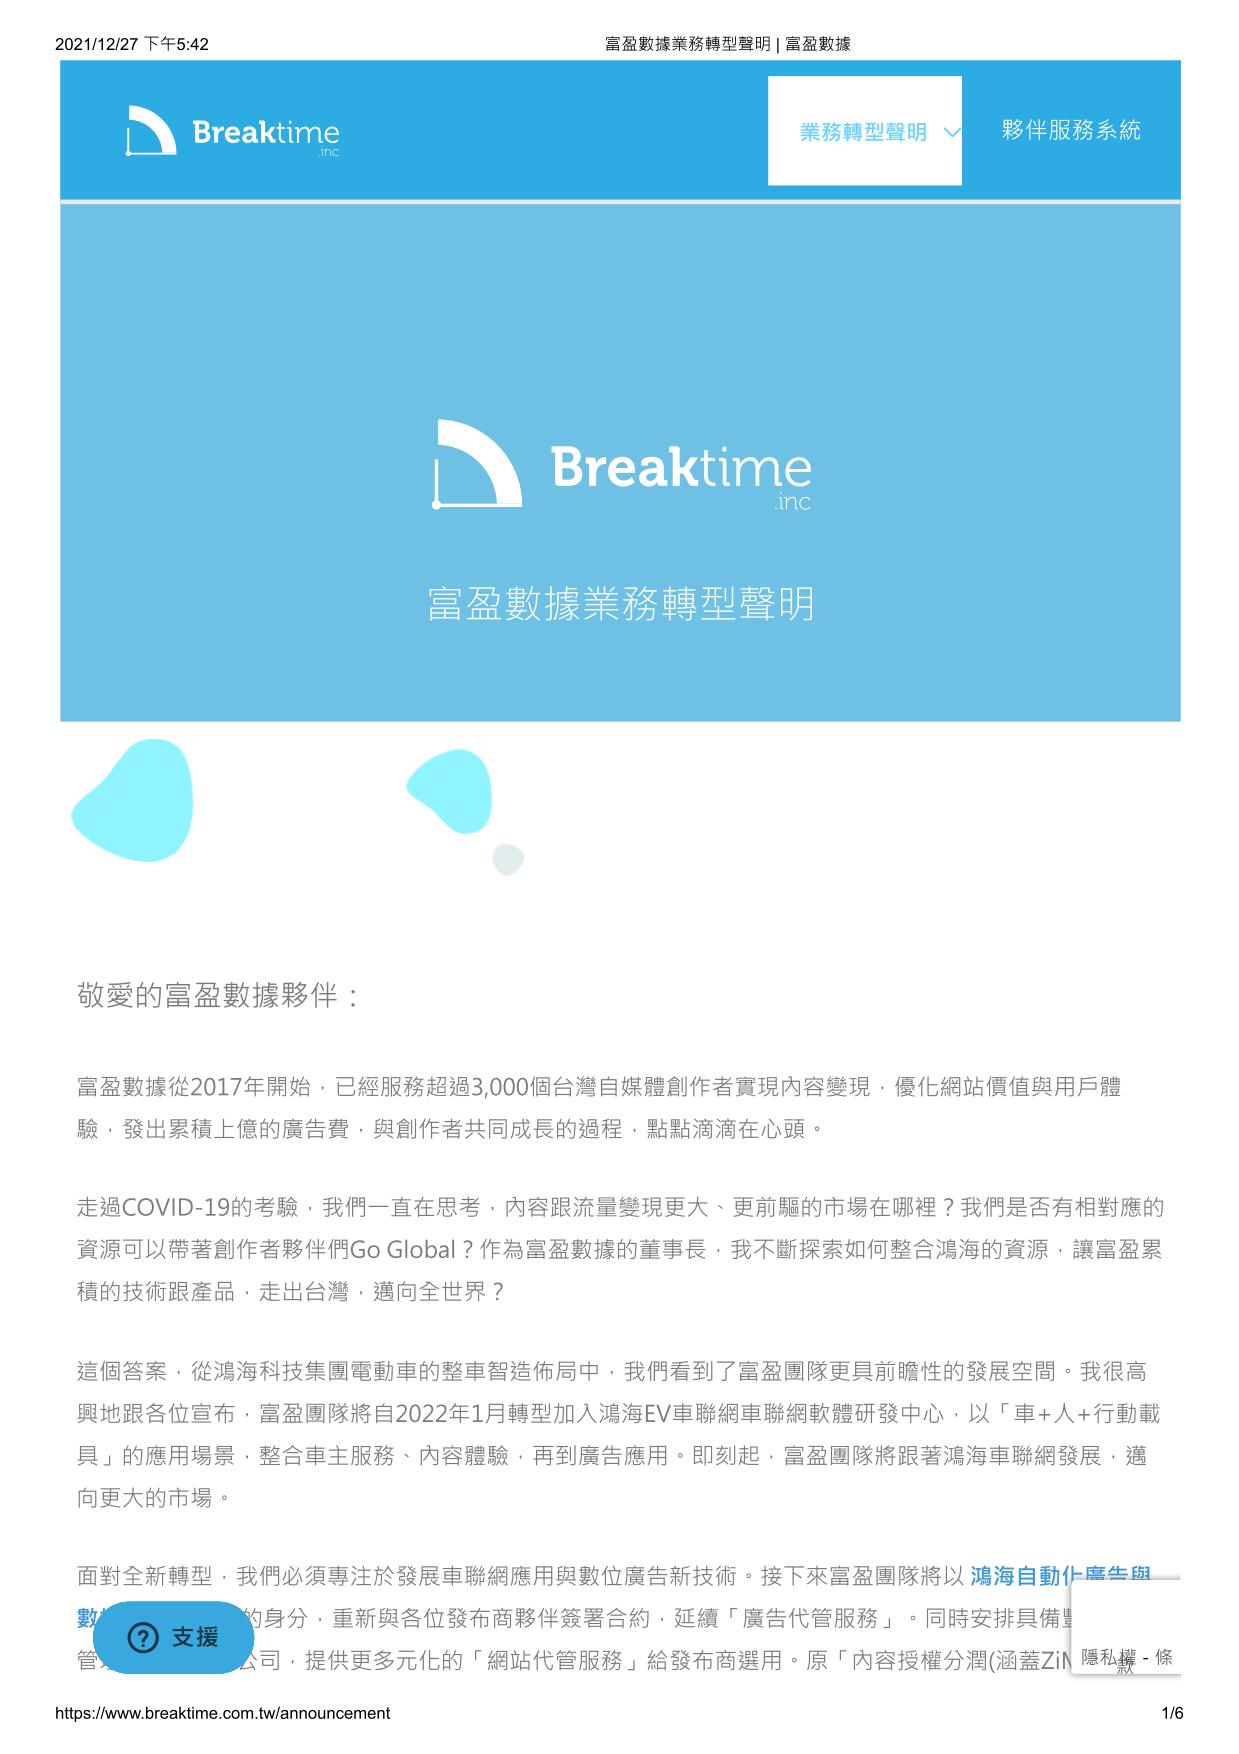 2021/12/27 下午5:42
富盈數據業務轉型聲明 | 富盈數據
Breaktime
.inc
業務轉型聲明
夥伴服務系統
Breaktime
.inc
富盈數據業務轉型聲明
敬愛的富盈數據夥伴：
富盈數據從2017年開始，已經服務超過3,000個台灣自媒體創作者實現內容變現，優化網站價值與用戶體
驗，發出累積上億的廣告費，與創作者共同成長的過程，點點滴滴在心頭。
走過COVID-19的考驗，我們一直在思考，內容跟流量變現更大、更前驅的市場在哪裡？我們是否有相對應的
資源可以帶著創作者夥伴們Go Global？作為富盈數據的董事長，我不斷探索如何整合鴻海的資源，讓富盈累
積的技術跟產品，走出台灣，邁向全世界？
這個答案，從鴻海科技集團電動車的整車智造佈局中，我們看到了富盈團隊更具前瞻性的發展空間。我很高
興地跟各位宣布，富盈團隊將自2022年1月轉型加入鴻海EV車聯網車聯網軟體研發中心，以「車+人+行動載
具」的應用場景，整合車主服務、內容體驗，再到廣告應用。即刻起，富盈團隊將跟著鴻海車聯網發展，邁
向更大的市場。
面對全新轉型，我們必須專注於發展車聯網應用與數位廣告新技術。接下來富盈團隊將以 鴻海自動化廣告與
數 的身分，重新與各位發布商夥伴簽署合約，延續「廣告代管服務」。同時安排具備
管 公司，提供更多元化的「網站代管服務」給發布商選用。原「內容授權分潤(涵蓋Zi
支援
隱私權 - 條
款
https://www.breaktime.com.tw/announcement
1/6